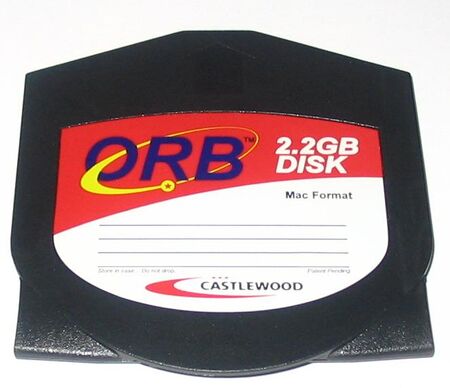 ORB™ 2.2GB
DISK
Mac Format
Store in case. Do not drop. Patent Pending
CASTLEWOOD